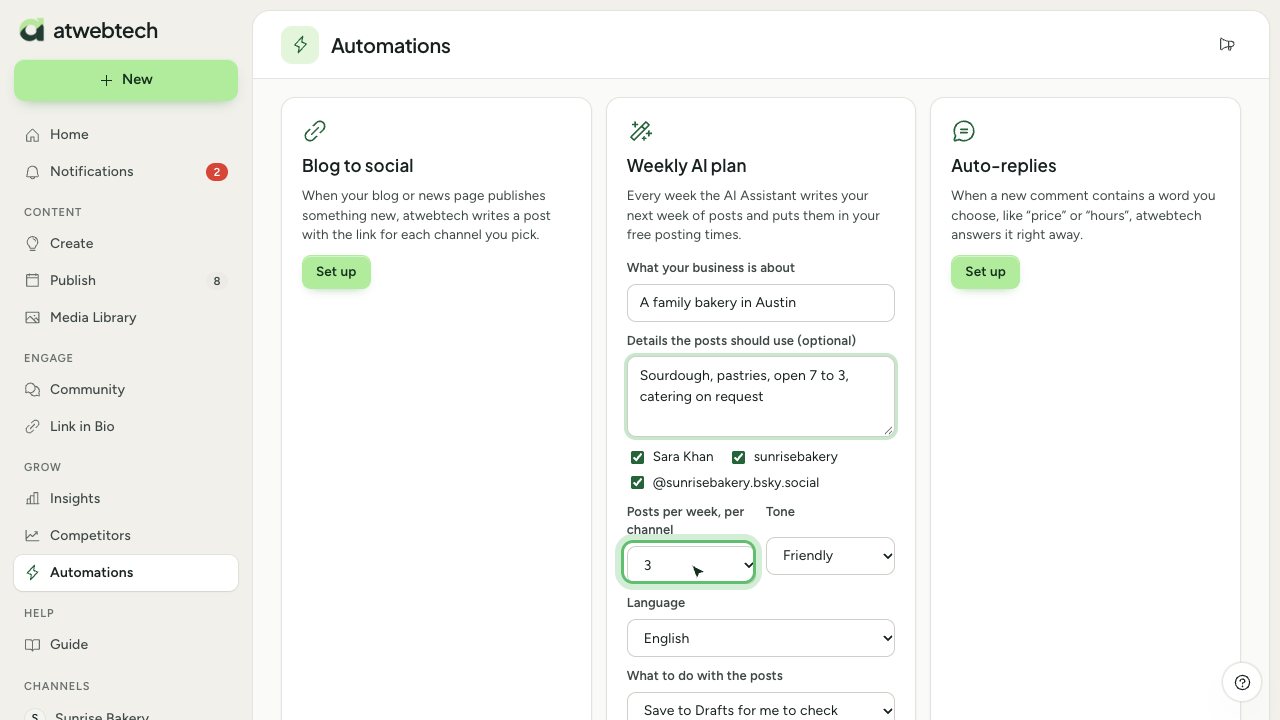 atwebtech
New
Home
Notifications 2
CONTENT
Create
Publish 8
Media Library
ENGAGE
Community
Link in Bio
GROW
Insights
Competitors
Automations
HELP
Guide
CHANNELS
S Sunrise Bakery
Automations
Blog to social
When your blog or news page publishes
something new, atwebtech writes a post
with the link for each channel you pick.
Set up
Weekly AI plan
Every week the AI Assistant writes your
next week of posts and puts them in your
free posting times.
What your business is about
A family bakery in Austin
Details the posts should use (optional)
Sourdough, pastries, open 7 to 3,
catering on request
Sara Khan sunrisebakery
@sunrisebakery.bsky.social
Posts per week, per
channel
3
Tone
Friendly
Language
English
What to do with the posts
Save to Drafts for me to check
Auto-replies
When a new comment contains a word you
choose, like “price” or “hours”, atwebtech
answers it right away.
Set up